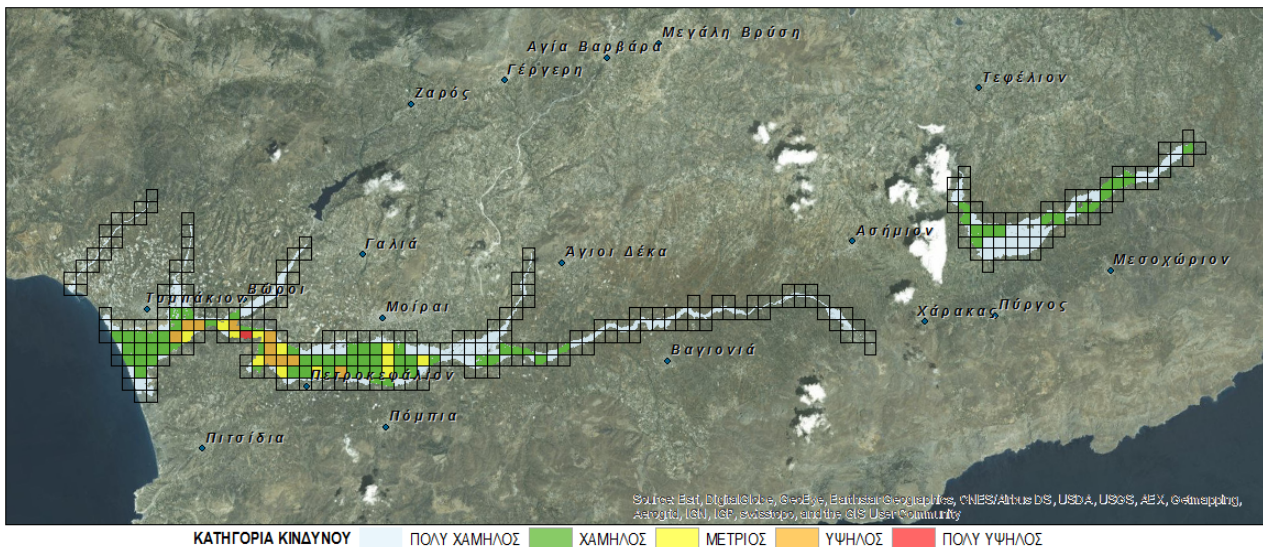 Μεγάλη Βρύση
Αγία Βαρβάρα
Γέργερη
Τεφέλιον
Ζαρός
Ασήμιον
Γαλιά
Άγιοι Δέκα
Μεσοχώριον
Βώροι
Τυμπάκιον
Μοίραι
Πύργος
Χάρακας
Βαγιονιά
Πετροκεφάλιον
Πόμπια
Πιτσίδια
Source: Esri, DigitalGlobe, GeoEye, Earthstar Geographics, CNES/Airbus DS, USDA, USGS, AEX, Getmapping,
Aerogrid, IGN, IGP, swisstopo, and the GIS User Community
ΚΑΤΗΓΟΡΙΑ ΚΙΝΔΥΝΟΥ ΠΟΛΥ ΧΑΜΗΛΟΣ ΧΑΜΗΛΟΣ ΜΕΤΡΙΟΣ ΥΨΗΛΟΣ ΠΟΛΥ ΥΨΗΛΟΣ